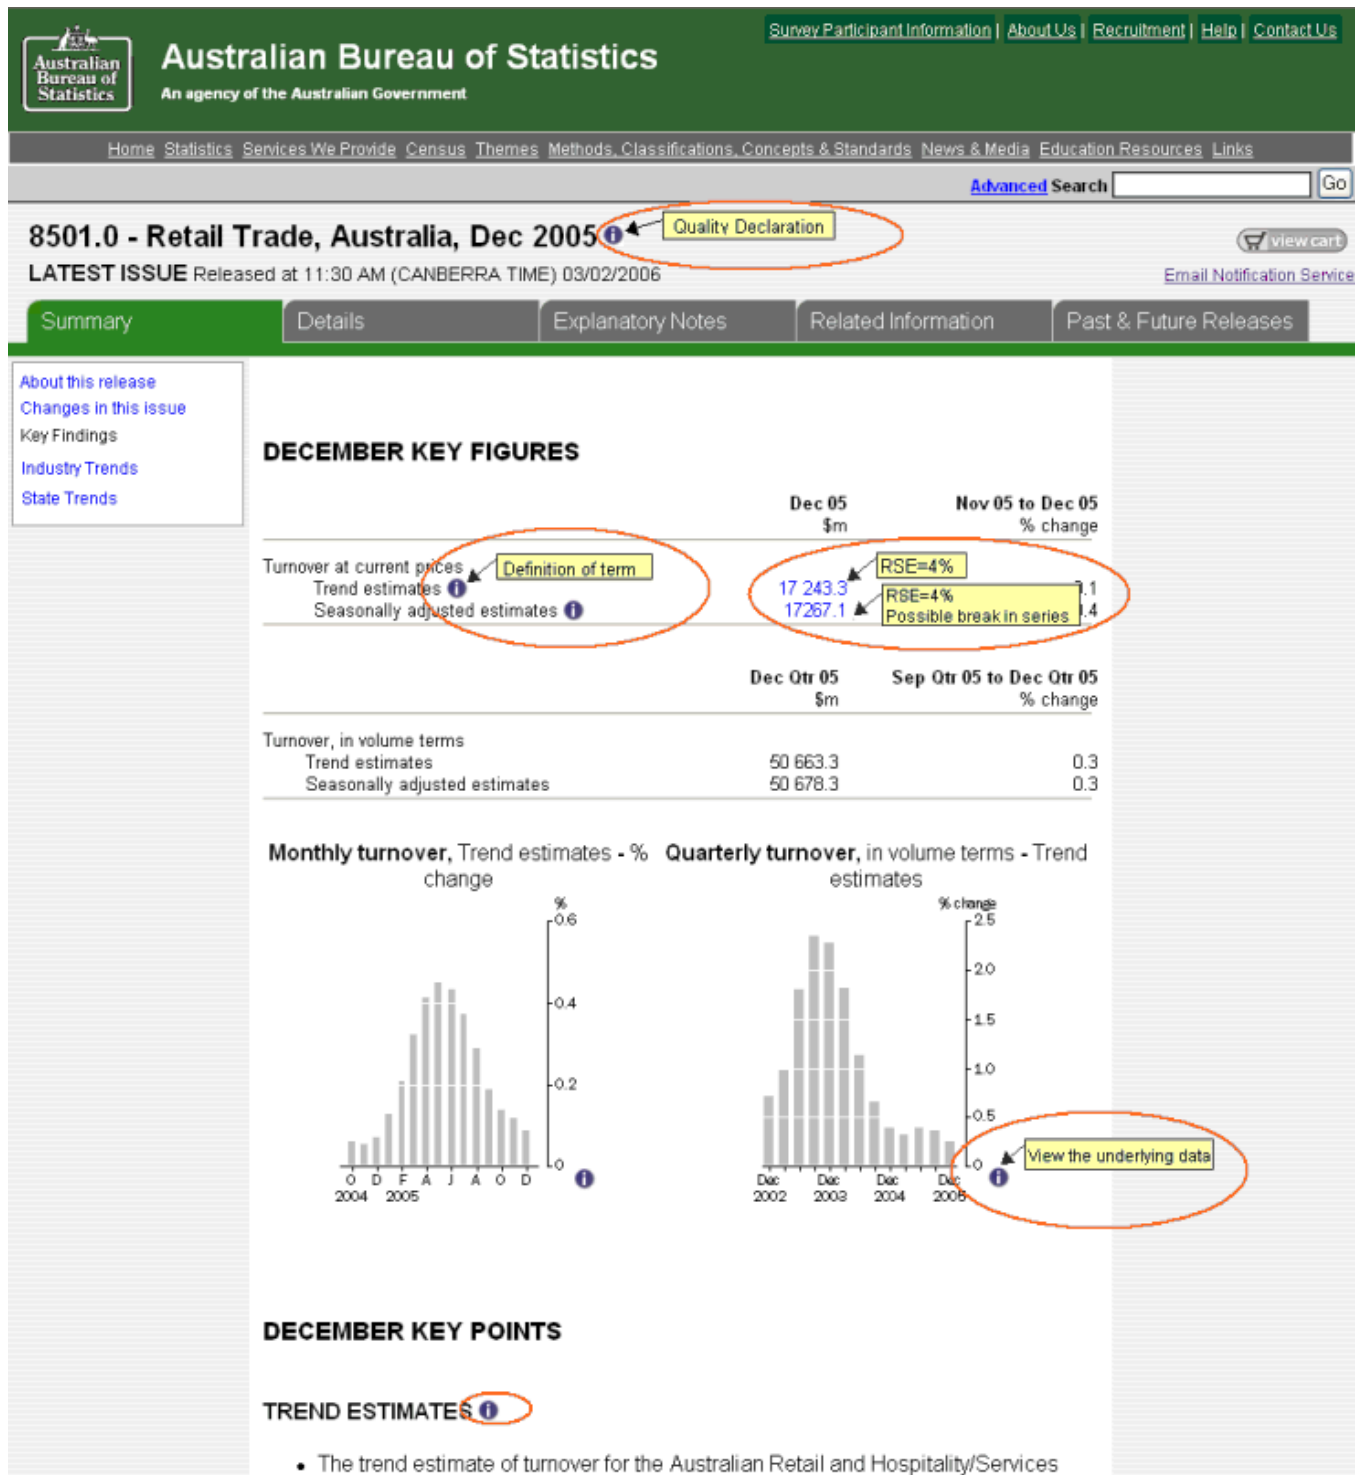 Survey Participant Information | About Us | Recruitment | Help | Contact Us
Australian
Bureau of
Statistics
Australian Bureau of Statistics
An agency of the Australian Government
Home Statistics Services We Provide Census Themes Methods, Classifications, Concepts & Standards News & Media Education Resources Links
Advanced Search Go
8501.0 - Retail Trade, Australia, Dec 2005 i Quality Declaration
view cart
LATEST ISSUE Released at 11:30 AM (CANBERRA TIME) 03/02/2006
Email Notification Service
Summary Details Explanatory Notes Related Information Past & Future Releases
About this release
Changes in this issue
Key Findings
Industry Trends
State Trends
DECEMBER KEY FIGURES
Dec 05 Nov 05 to Dec 05
$m % change
Turnover at current prices Definition of term RSE=4%
Trend estimates i 17 243.3 .1
Seasonally adjusted estimates i 17267.1 RSE=4% .4
Possible break in series
Dec Qtr 05 Sep Qtr 05 to Dec Qtr 05
$m % change
Turnover, in volume terms
Trend estimates 50 663.3 0.3
Seasonally adjusted estimates 50 678.3 0.3
Monthly turnover, Trend estimates - %
change
%
0.6
0.4
0.2
0
O D F A J A O D
2004 2005
i
Quarterly turnover, in volume terms - Trend
estimates
% change
2.5
2.0
1.5
1.0
0.5
0
Dec Dec Dec Dec
2002 2003 2004 2005
i View the underlying data
DECEMBER KEY POINTS
TREND ESTIMATES i
• The trend estimate of turnover for the Australian Retail and Hospitality/Services